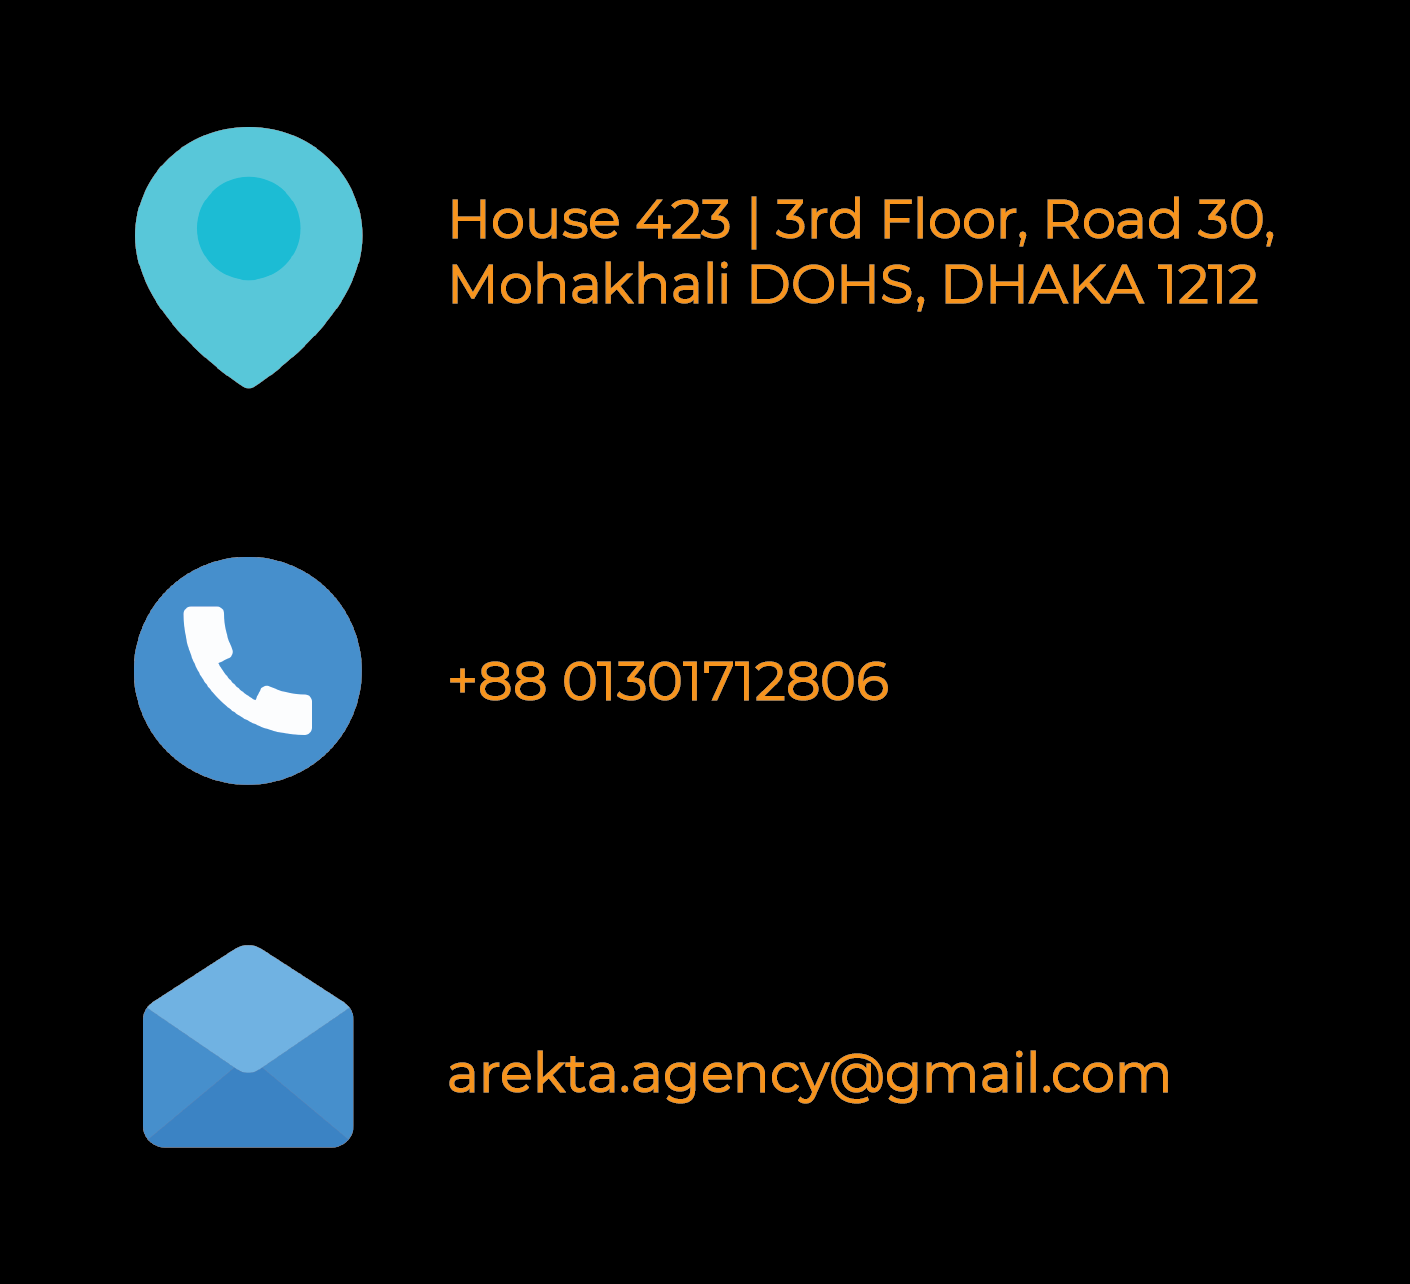 House 423 | 3rd Floor, Road 30,
Mohakhali DOHS, DHAKA 1212
+88 01301712806
arekta.agency@gmail.com